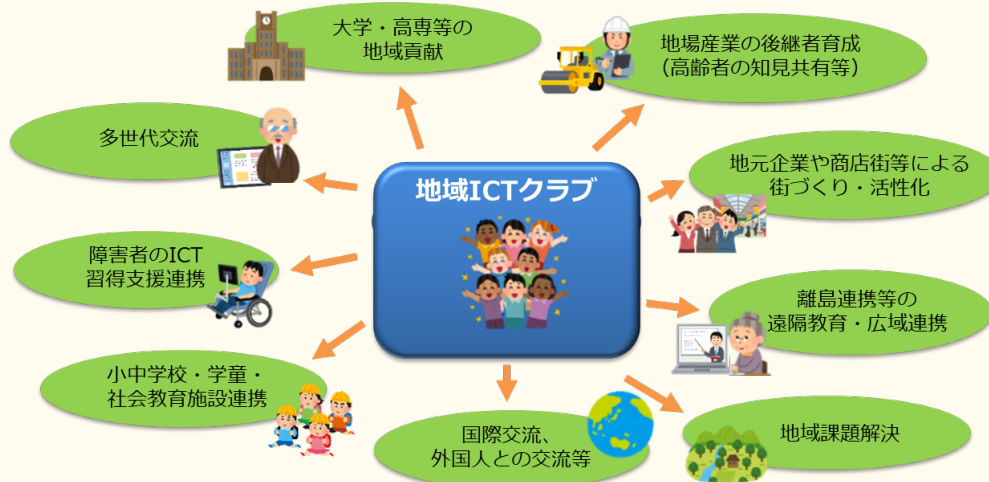 大学・高専等の
地域貢献
地場産業の後継者育成
（高齢者の知見共有等）
多世代交流
地域ICTクラブ
地元企業や商店街等による
街づくり・活性化
障害者のICT
習得支援連携
離島連携等の
遠隔教育・広域連携
小中学校・学童・
社会教育施設連携
国際交流、
外国人との交流等
地域課題解決